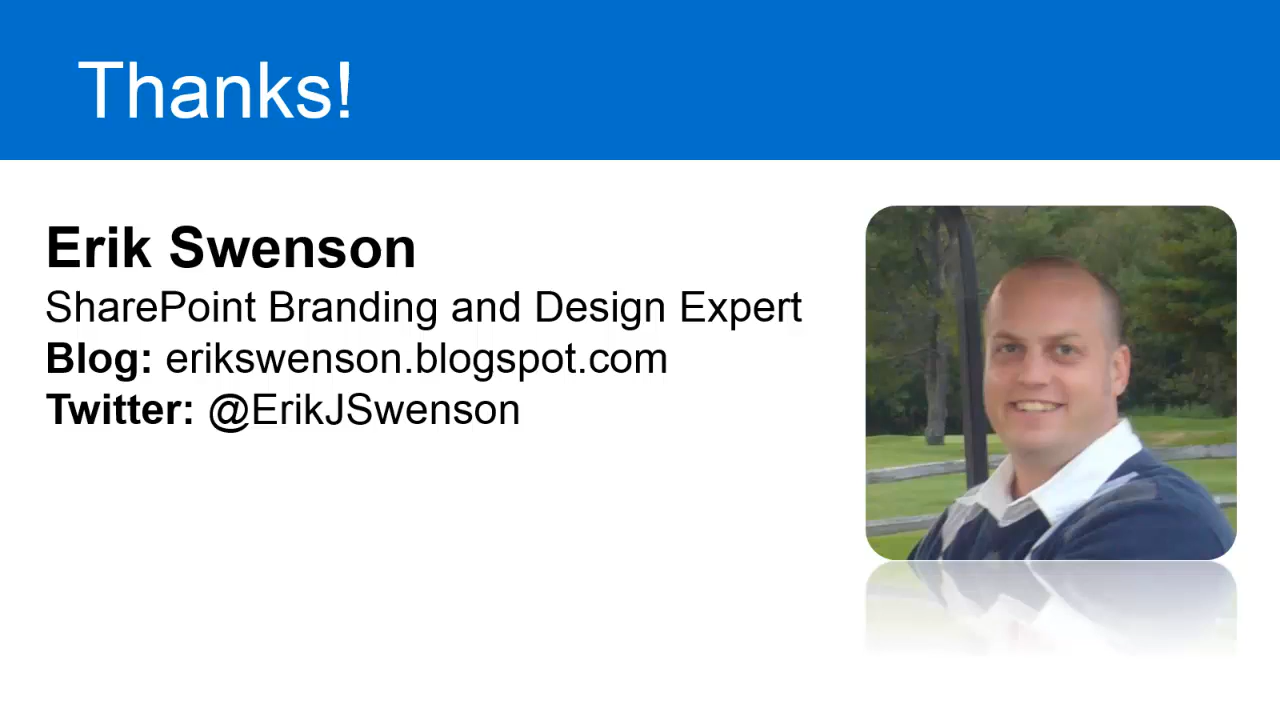 Thanks!
Erik Swenson
SharePoint Branding and Design Expert
Blog: erikswenson.blogspot.com
Twitter: @ErikJSwenson